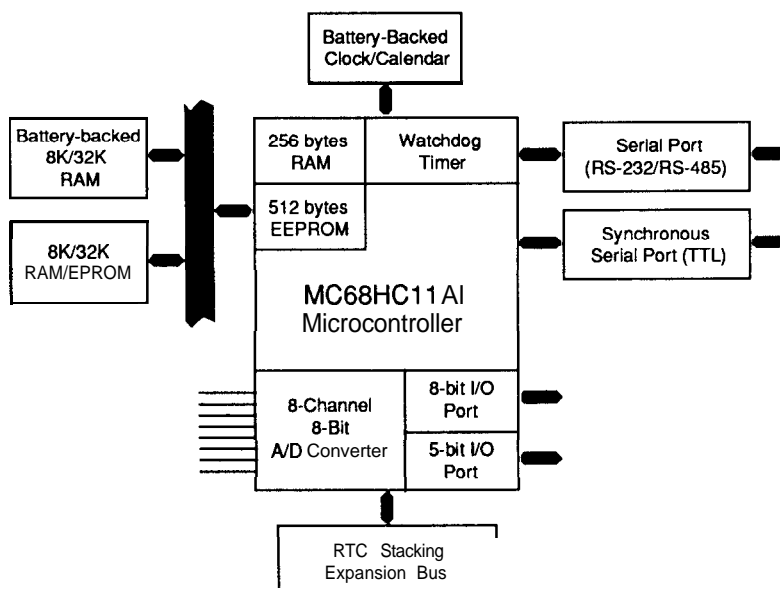 Battery-Backed
Clock/Calendar
Battery-backed
8K/32K
RAM
256 bytes
RAM
Watchdog
Timer
Serial Port
(RS-232/RS-485)
512 bytes
EEPROM
Synchronous
Serial Port (TTL)
8K/32K
RAM/EPROM
MC68HC11AI
Microcontroller
8-Channel
8-Bit
A/D Converter
8-bit I/O
Port
5-bit I/O
Port
RTC Stacking
Expansion Bus